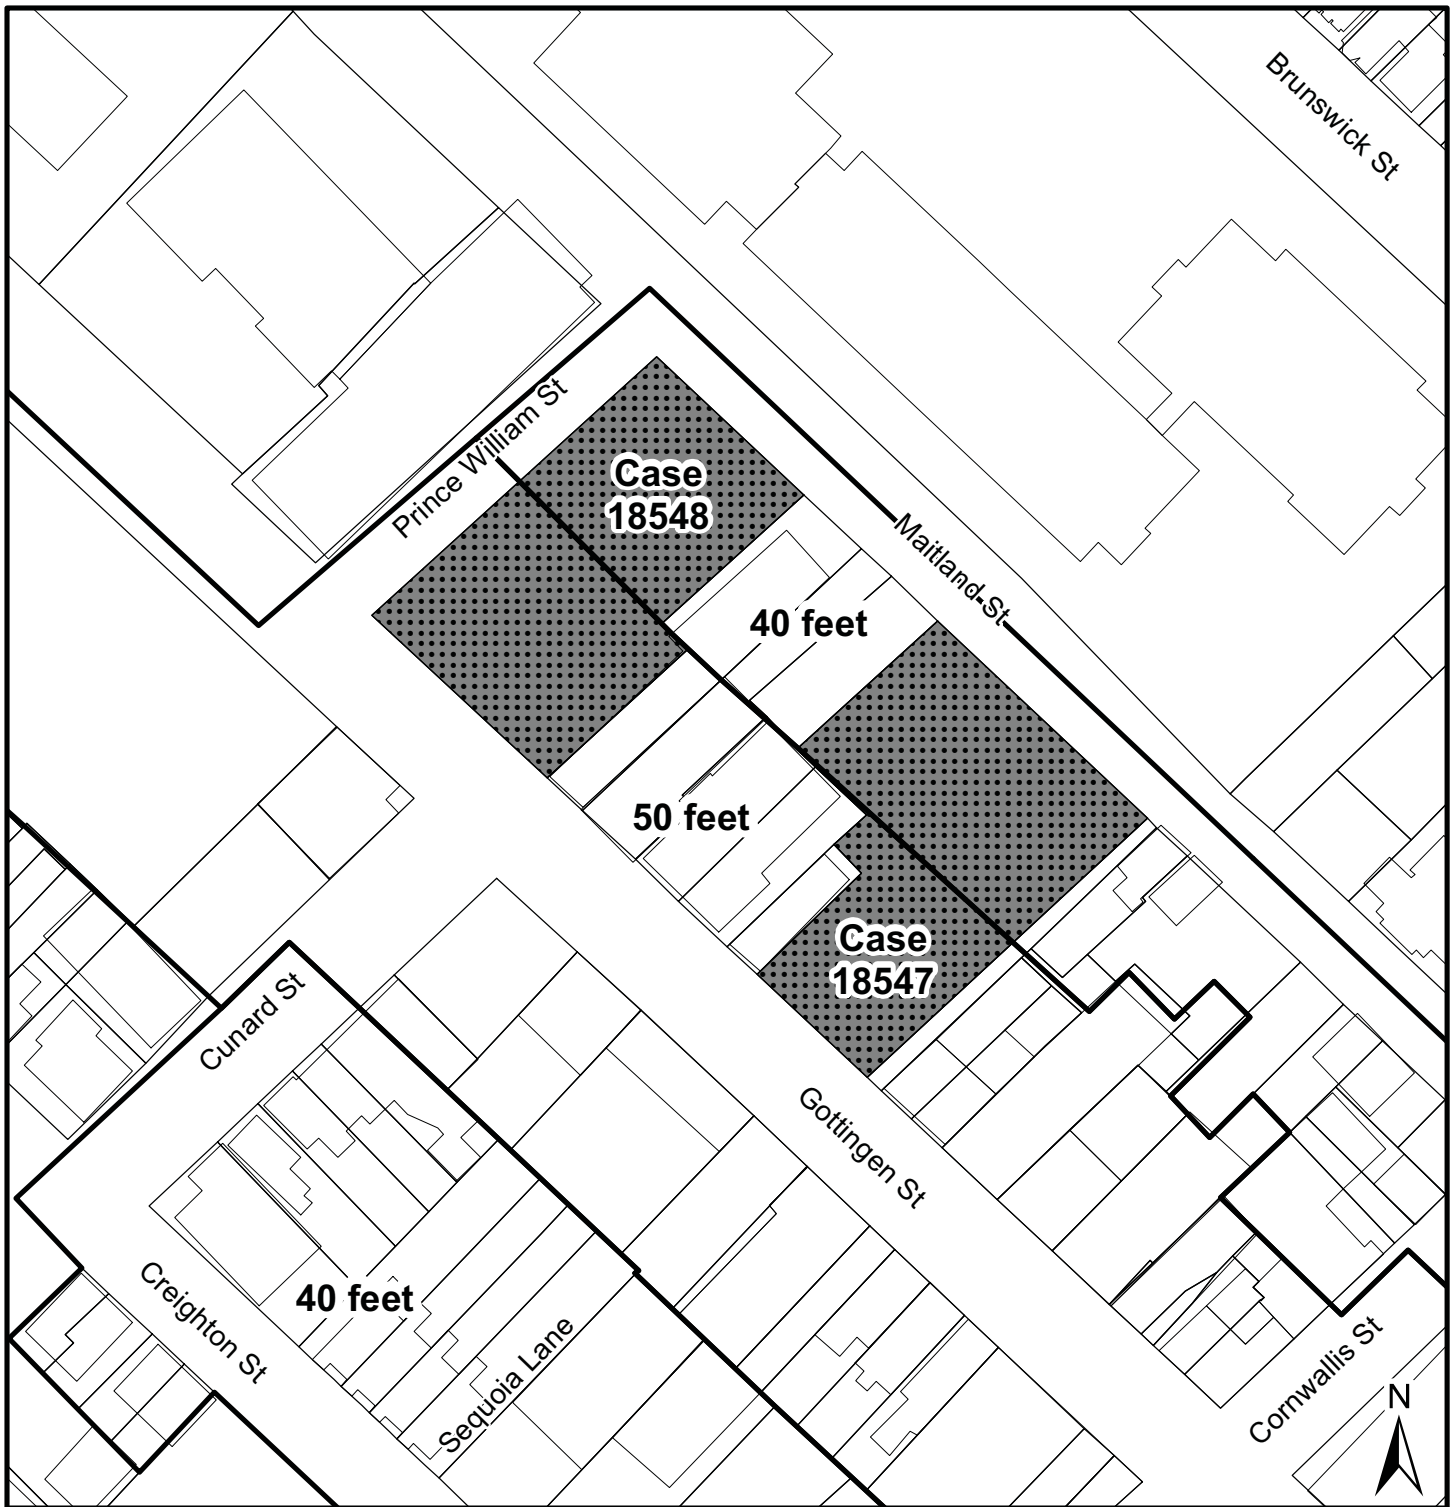 Brunswick St
Prince William St
Case
18548
Maitland St
40 feet
50 feet
Case
18547
Cunard St
Gottingen St
40 feet
Creighton St
Sequoia Lane
Cornwallis St
N